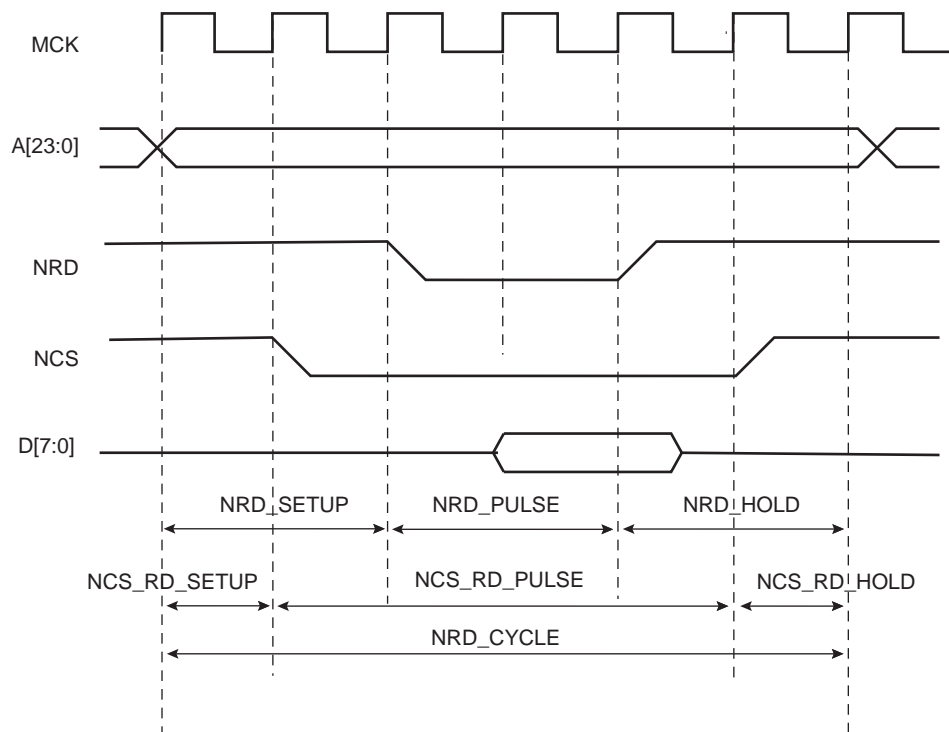 MCK
A[23:0]
NRD
NCS
D[7:0]
NRD_SETUP NRD_PULSE NRD_HOLD
NCS_RD_SETUP NCS_RD_PULSE NCS_RD_HOLD
NRD_CYCLE